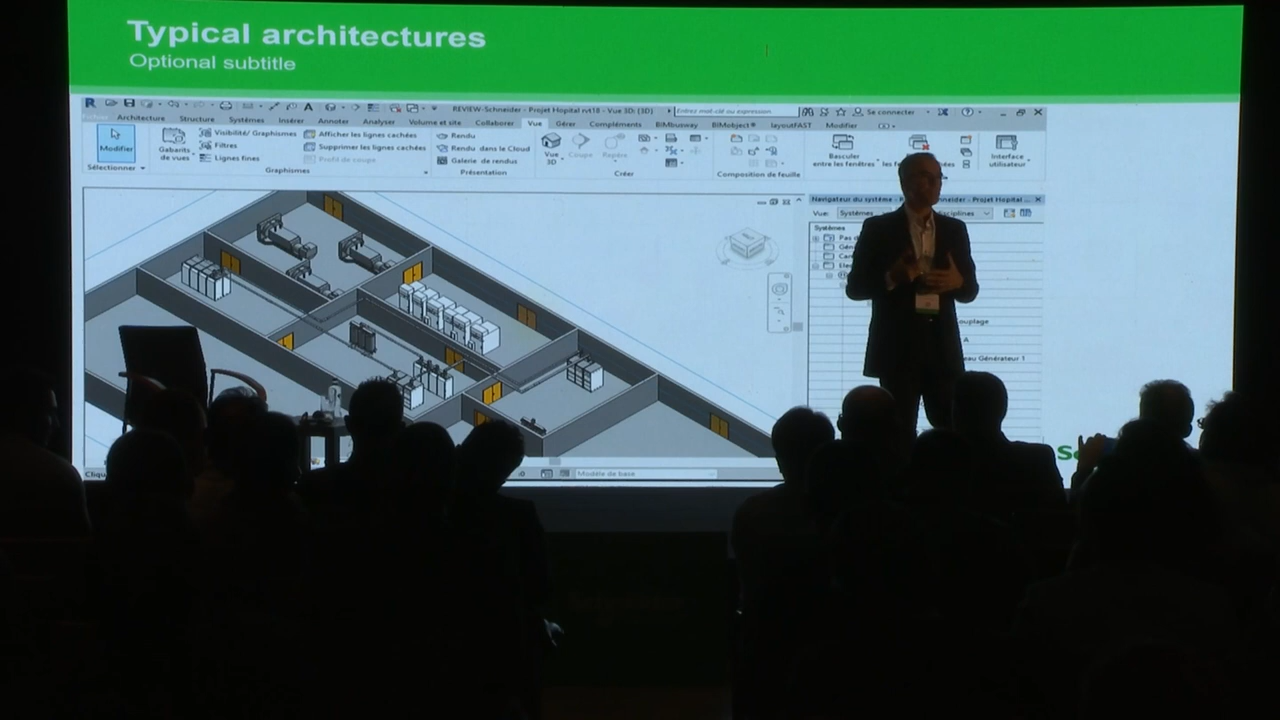 Typical architectures
Optional subtitle
REVIEW-Schneider - Projet Hopital rvt18 - Vue 3D: {3D}
Entrez mot-clé ou expression
Se connecter
Architecture Structure Systèmes Insérer Annoter Analyser Volume et site Collaborer Vue Gérer Compléments BIMbusway BIMobject® layoutFAST Modifier
Modifier
Sélectionner
Gabarits de vues
Visibilité/ Graphismes
Filtres
Lignes fines
Afficher les lignes cachées
Supprimer les lignes cachées
Profil de coupe
Graphismes
Rendu
Rendu dans le Cloud
Galerie de rendus
Présentation
Vue 3D
Coupe
Repère
Créer
Composition de feuille
Basculer entre les fenêtres
Interface utilisateur
Navigateur du système
Schneider - Projet Hopital ...
Vue: Systèmes
Systèmes
ouplage
A
eau Générateur 1
Modèle de base